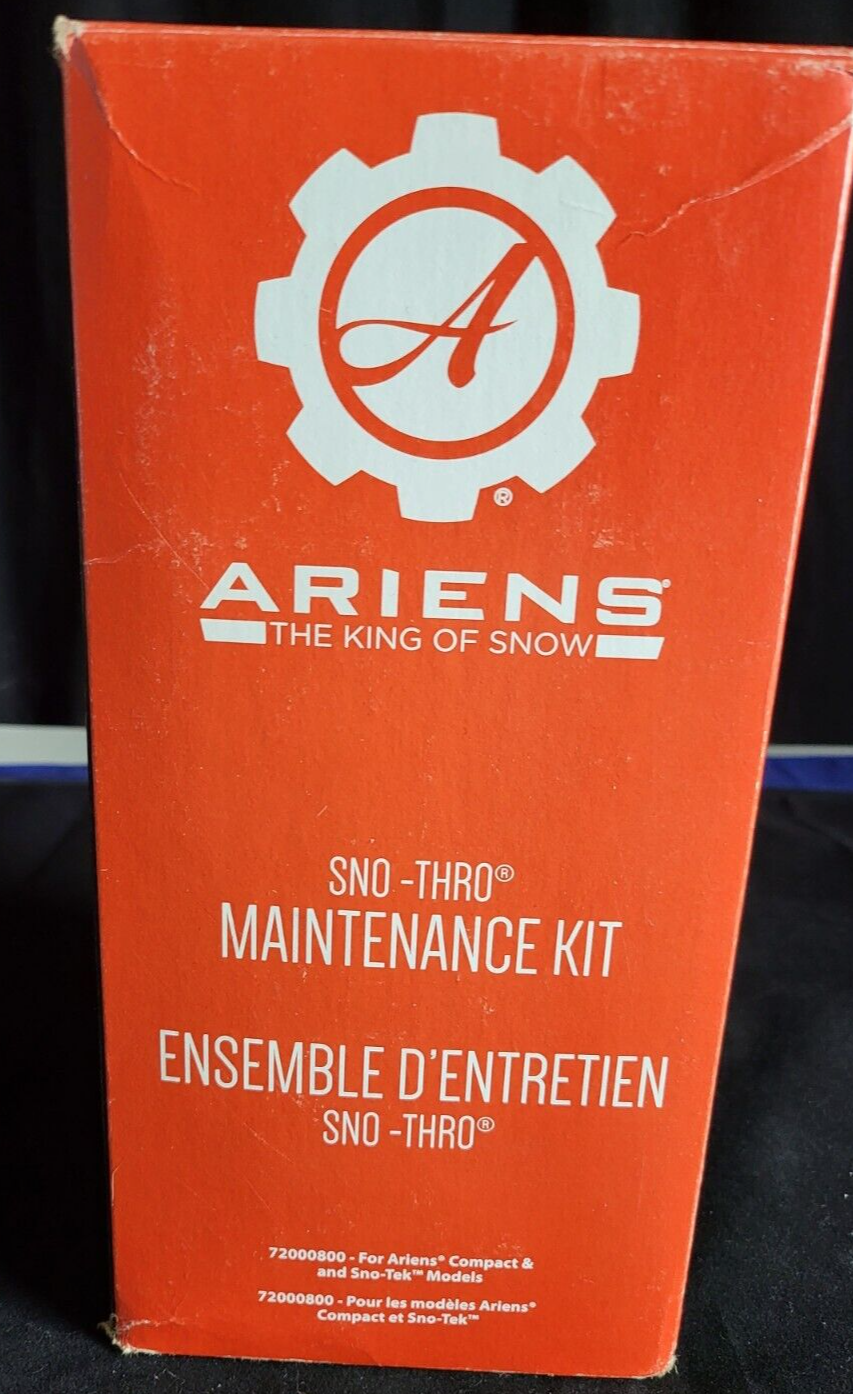 A
®
ARIENS®
THE KING OF SNOW
SNO -THRO®
MAINTENANCE KIT
ENSEMBLE D'ENTRETIEN
SNO -THRO®
72000800 - For Ariens® Compact &
and Sno-Tek™ Models
72000800 - Pour les modèles Ariens®
Compact et Sno-Tek™